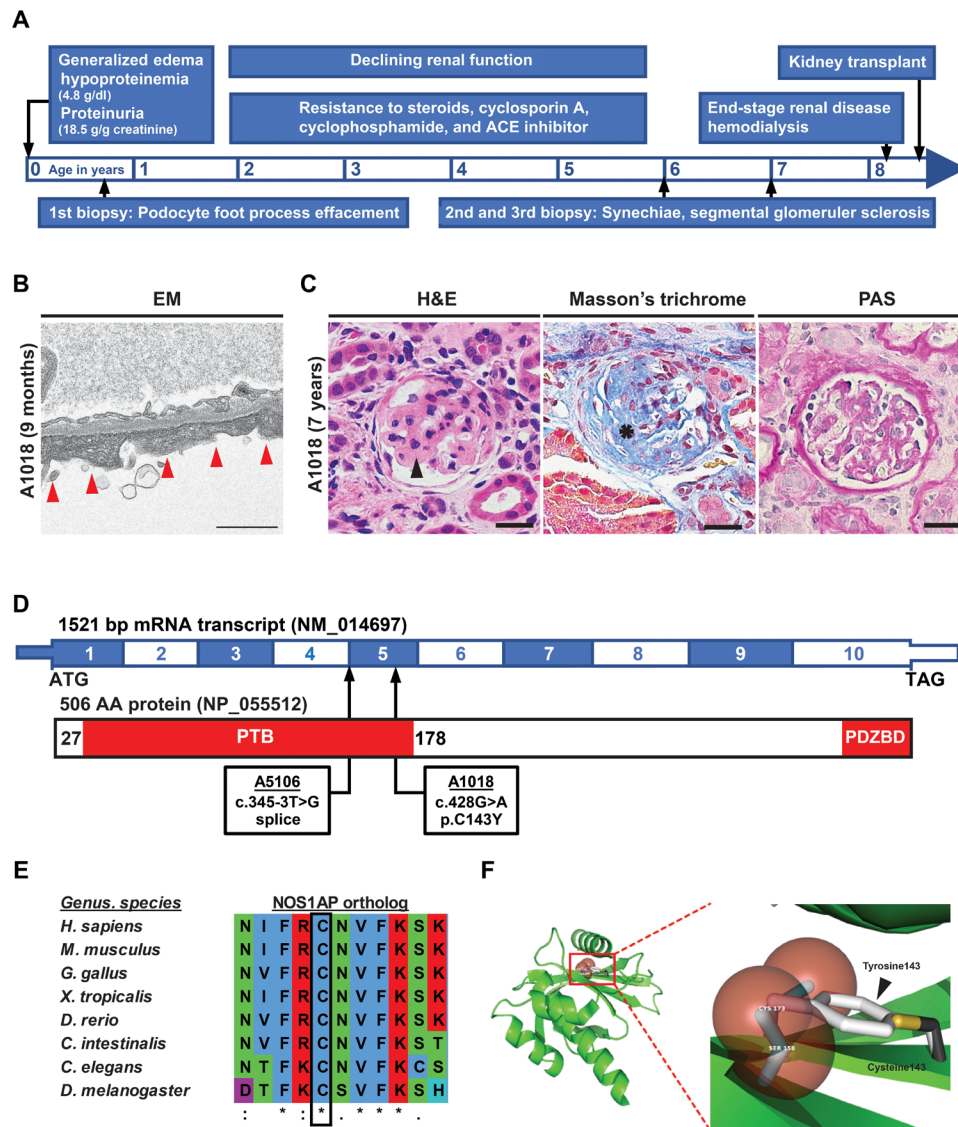 A
Generalized edema
hypoproteinemia
(4.8 g/dl)
Proteinuria
(18.5 g/g creatinine)
Declining renal function
Resistance to steroids, cyclosporin A,
cyclophosphamide, and ACE inhibitor
Kidney transplant
End-stage renal disease
hemodialysis
0 Age in years 1 2 3 4 5 6 7 8
1st biopsy: Podocyte foot process effacement
2nd and 3rd biopsy: Synechiae, segmental glomeruler sclerosis
B
EM
A1018 (9 months)
C
H&E Masson's trichrome PAS
A1018 (7 years)
*
D
1521 bp mRNA transcript (NM_014697)
1 2 3 4 5 6 7 8 9 10
ATG TAG
506 AA protein (NP_055512)
27 PTB 178 PDZBD
A5106
c.345-3T>G
splice
A1018
c.428G>A
p.C143Y
E
Genus. species NOS1AP ortholog
H. sapiens N I F R C N V F K S K
M. musculus N I F R C N V F K S K
G. gallus N V F R C N V F K S K
X. tropicalis N I F R C N V F K S K
D. rerio N V F R C N V F K S K
C. intestinalis N V F R C N V F K S T
C. elegans N T F K C N V F K C S
D. melanogaster D T F K C S V F K S H
: * : * . * * * .
F
Tyrosine143
CYS 173
SER 158
Cysteine143